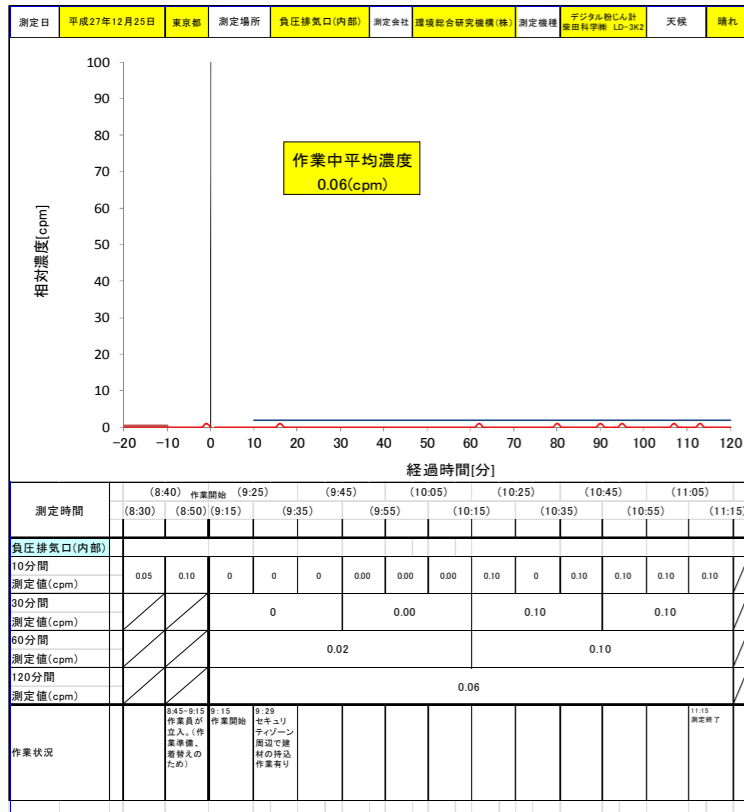 測定日 平成27年12月25日 東京都 測定場所 負圧排気口(内部) 測定会社 環境総合研究機構(株) 測定機種 デジタル粉じん計 柴田科学㈱ LD-3K2 天候 晴れ
作業中平均濃度
0.06(cpm)
相対濃度[cpm]
100
90
80
70
60
50
40
30
20
10
0
−20 −10 0 10 20 30 40 50 60 70 80 90 100 110 120
経過時間[分]
測定時間
(8:40) 作業開始 (9:25) (9:45) (10:05) (10:25) (10:45) (11:05)
(8:30) (8:50) (9:15) (9:35) (9:55) (10:15) (10:35) (10:55) (11:15)
負圧排気口(内部)
10分間
測定値(cpm)
0.05 0.10 0 0 0 0.00 0.00 0.00 0.10 0 0.10 0.10 0.10 0.10
30分間
測定値(cpm)
0 0.00 0.10 0.10
60分間
測定値(cpm)
0.02 0.10
120分間
測定値(cpm)
0.06
作業状況
8:45-9:15
作業員が
立入。(作
業準備、
着替えの
ため)
9:15
作業開始
9:29
セキュリ
ティゾーン
周辺で建
材の持込
作業有り
11:15
測定終了